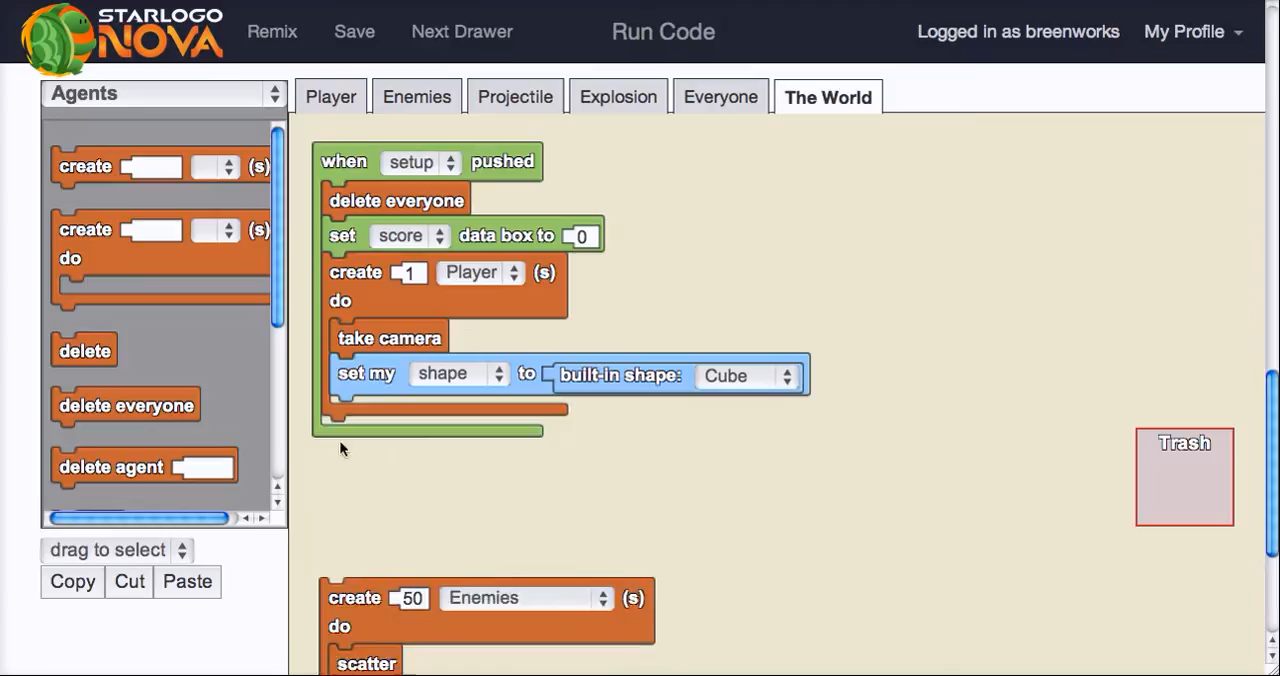 STARLOGO
NOVA
Remix
Save
Next Drawer
Run Code
Logged in as breenworks
My Profile
Agents
Player
Enemies
Projectile
Explosion
Everyone
The World
create (s)
create (s)
do
delete
delete everyone
delete agent
drag to select
Copy
Cut
Paste
when setup pushed
delete everyone
set score data box to 0
create 1 Player (s)
do
take camera
set my shape to built-in shape: Cube
Trash
create 50 Enemies (s)
do
scatter